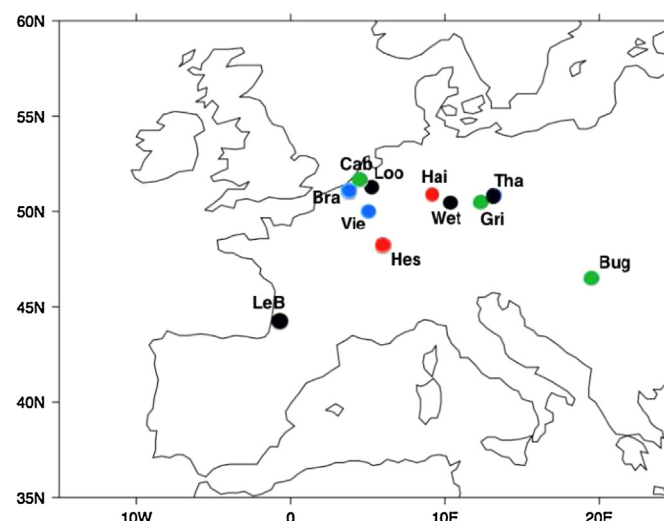 60N
55N
Cab
Loo
Hai
Tha
Bra
Wet
Gri
Vie
50N
Hes
Bug
LeB
45N
40N
35N
10W
0
10E
20E